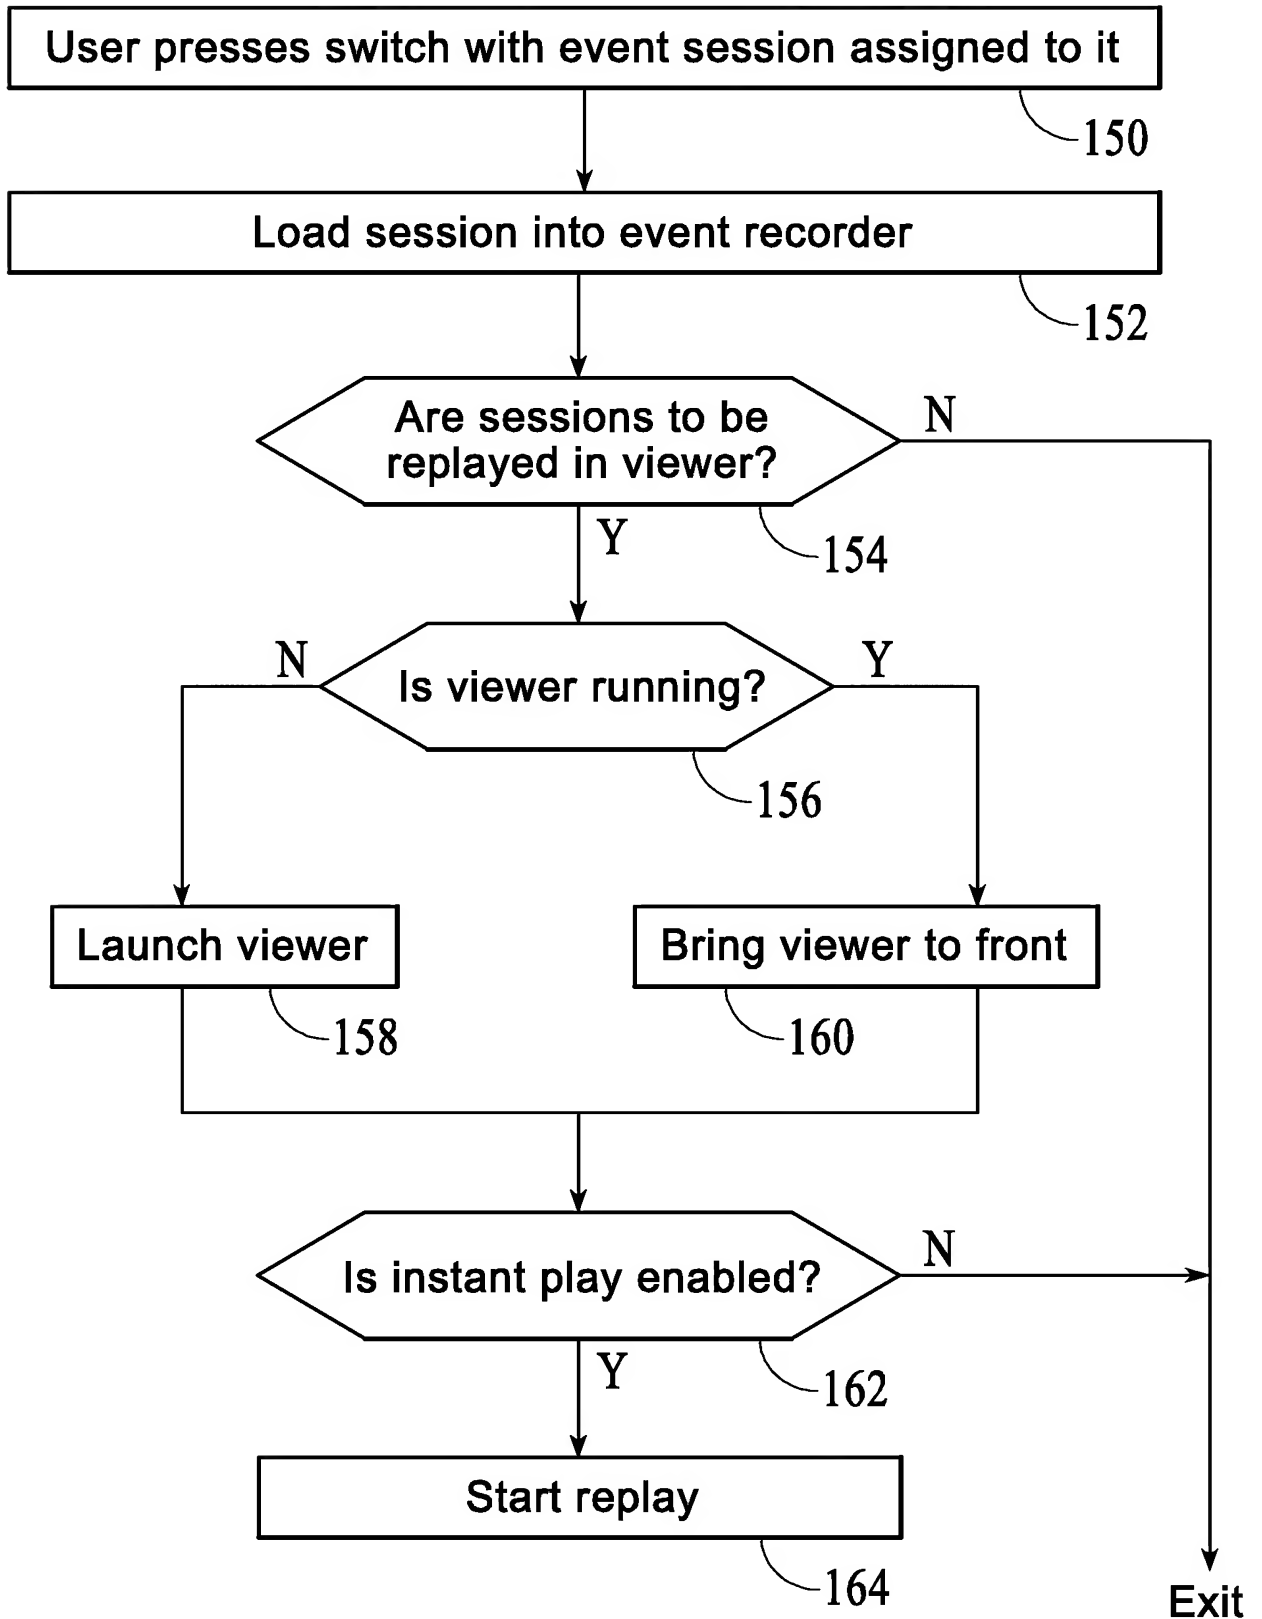 User presses switch with event session assigned to it
150
Load session into event recorder
152
Are sessions to be
replayed in viewer?
N
Y
154
N
Is viewer running?
Y
156
Launch viewer
Bring viewer to front
158
160
Is instant play enabled?
N
Y
162
Start replay
164
Exit